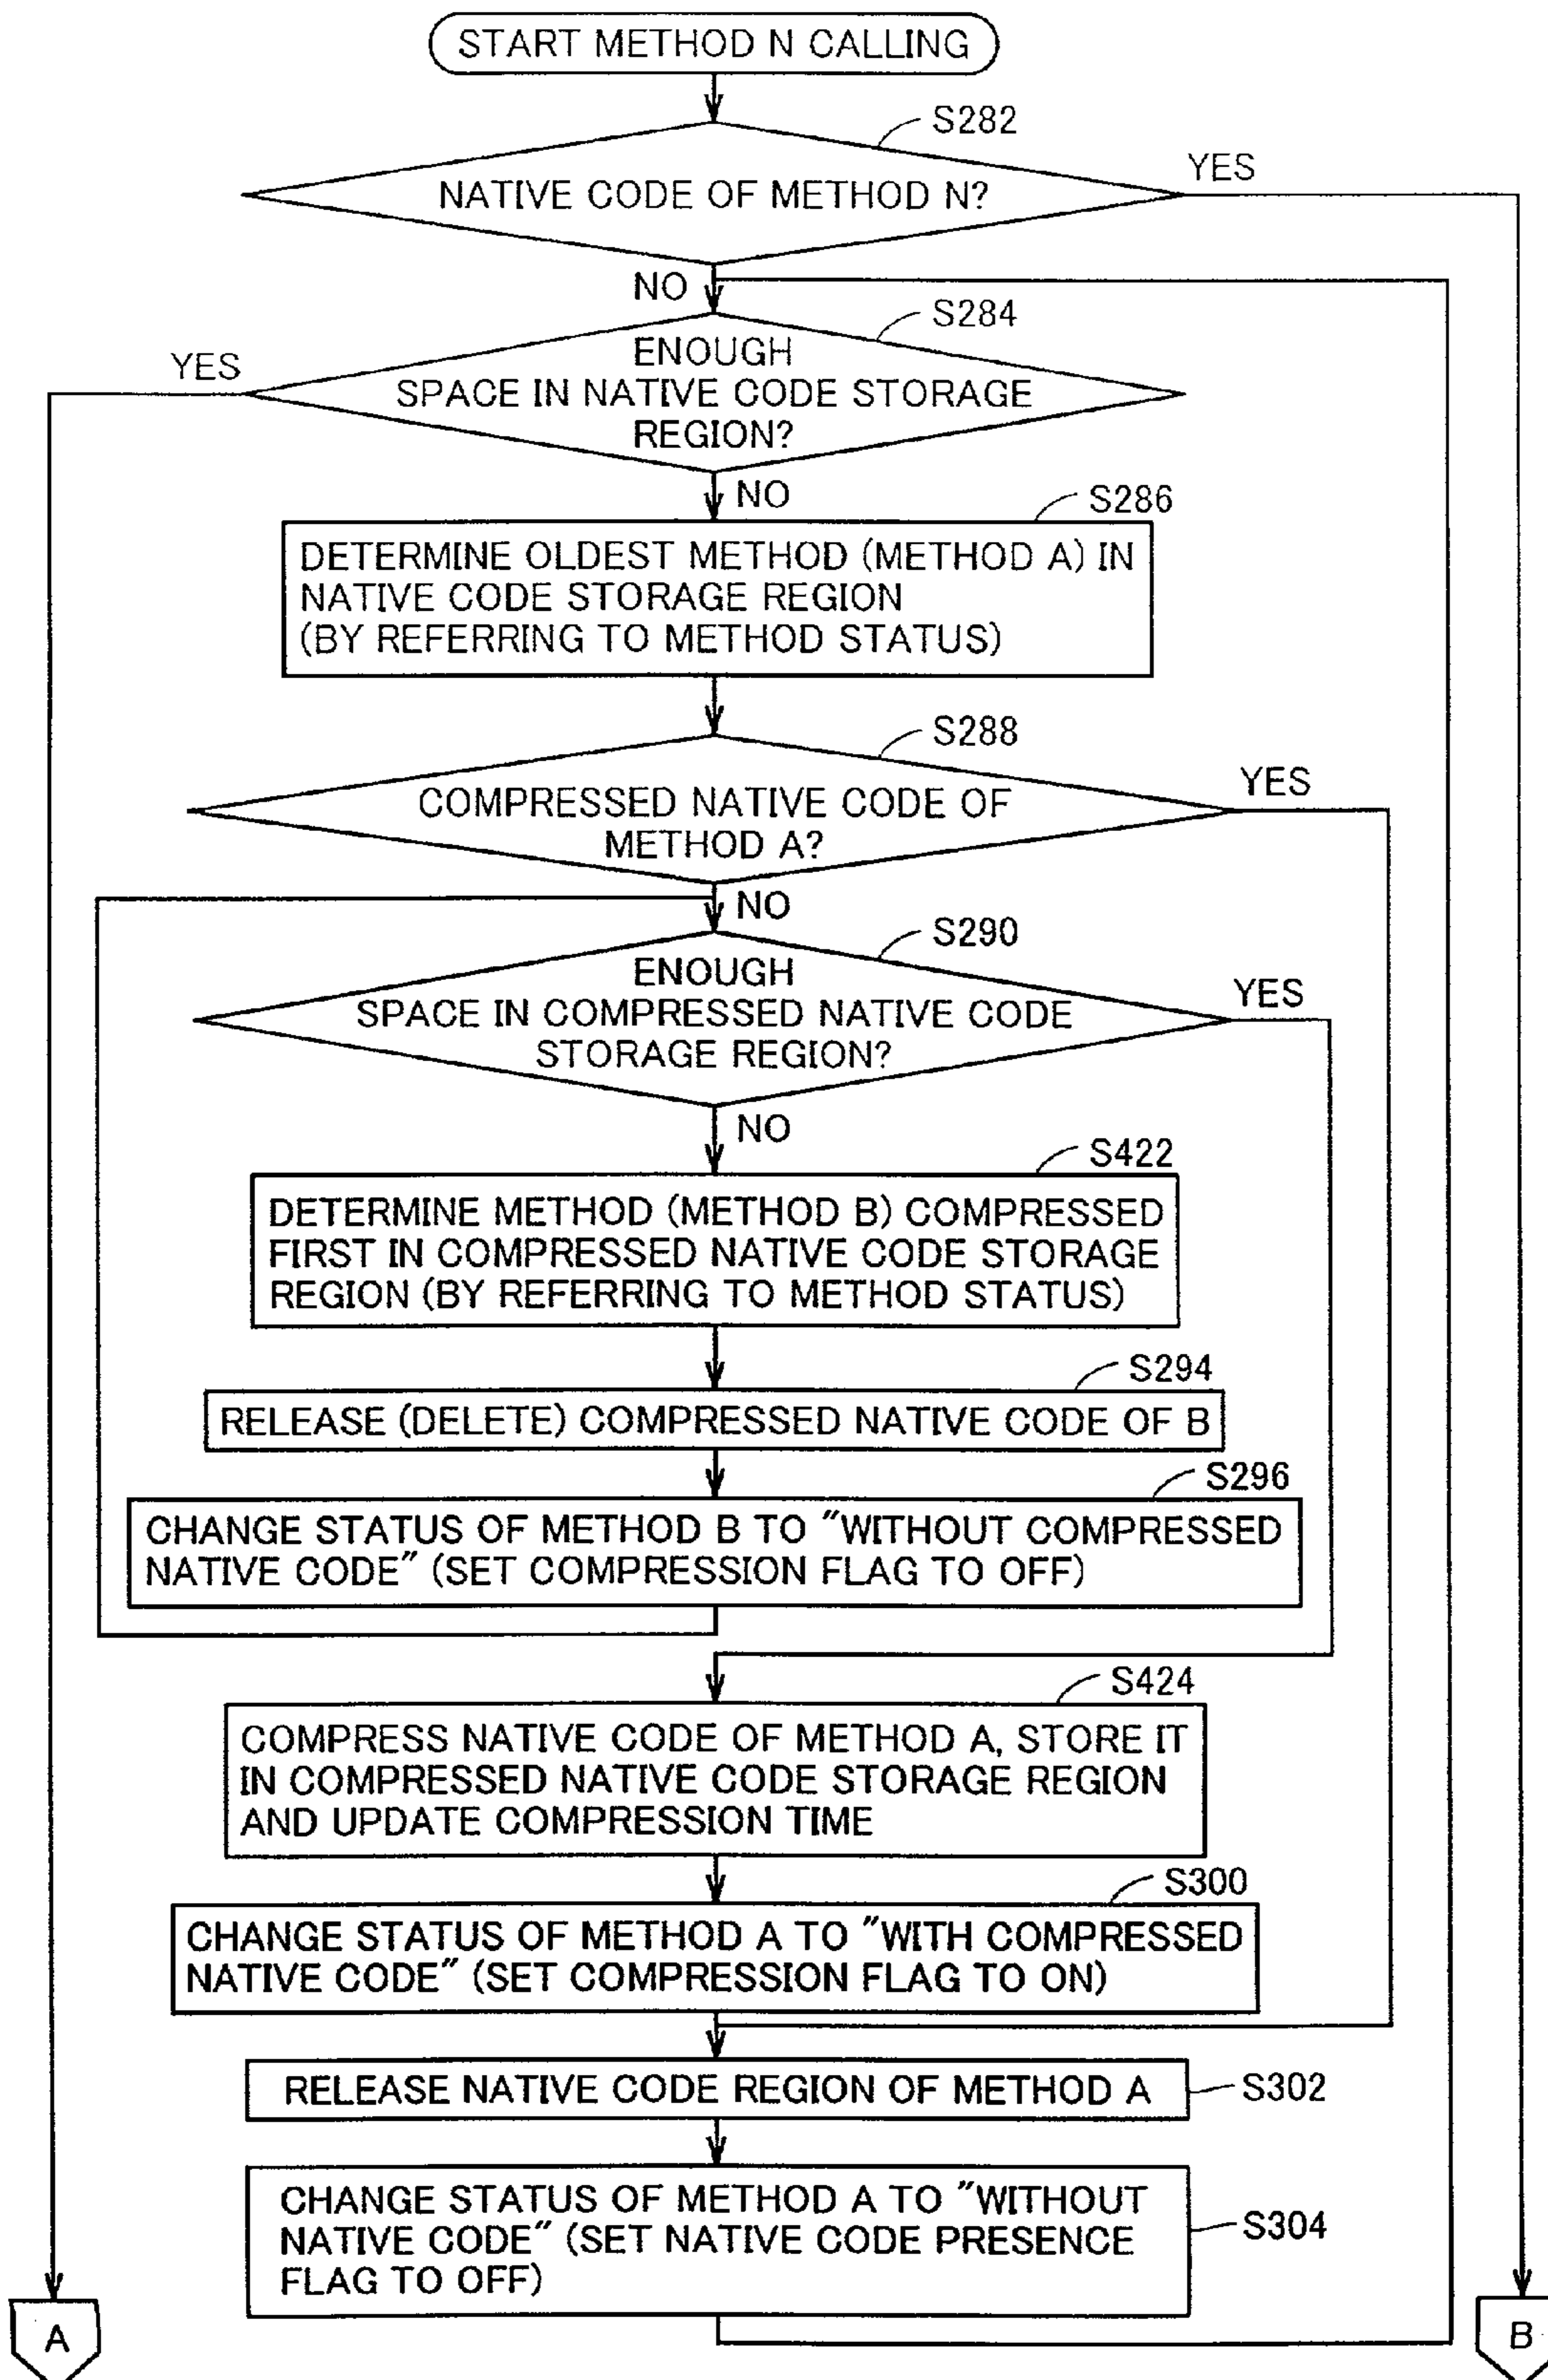 START METHOD N CALLING
S282
NATIVE CODE OF METHOD N?
YES
NO
S284
YES
ENOUGH
SPACE IN NATIVE CODE STORAGE
REGION?
NO
S286
DETERMINE OLDEST METHOD (METHOD A) IN
NATIVE CODE STORAGE REGION
(BY REFERRING TO METHOD STATUS)
S288
COMPRESSED NATIVE CODE OF
METHOD A?
YES
NO
S290
ENOUGH
SPACE IN COMPRESSED NATIVE CODE
STORAGE REGION?
YES
NO
S422
DETERMINE METHOD (METHOD B) COMPRESSED
FIRST IN COMPRESSED NATIVE CODE STORAGE
REGION (BY REFERRING TO METHOD STATUS)
S294
RELEASE (DELETE) COMPRESSED NATIVE CODE OF B
S296
CHANGE STATUS OF METHOD B TO "WITHOUT COMPRESSED
NATIVE CODE" (SET COMPRESSION FLAG TO OFF)
S424
COMPRESS NATIVE CODE OF METHOD A, STORE IT
IN COMPRESSED NATIVE CODE STORAGE REGION
AND UPDATE COMPRESSION TIME
S300
CHANGE STATUS OF METHOD A TO "WITH COMPRESSED
NATIVE CODE" (SET COMPRESSION FLAG TO ON)
RELEASE NATIVE CODE REGION OF METHOD A
S302
CHANGE STATUS OF METHOD A TO "WITHOUT
NATIVE CODE" (SET NATIVE CODE PRESENCE
FLAG TO OFF)
S304
A
B